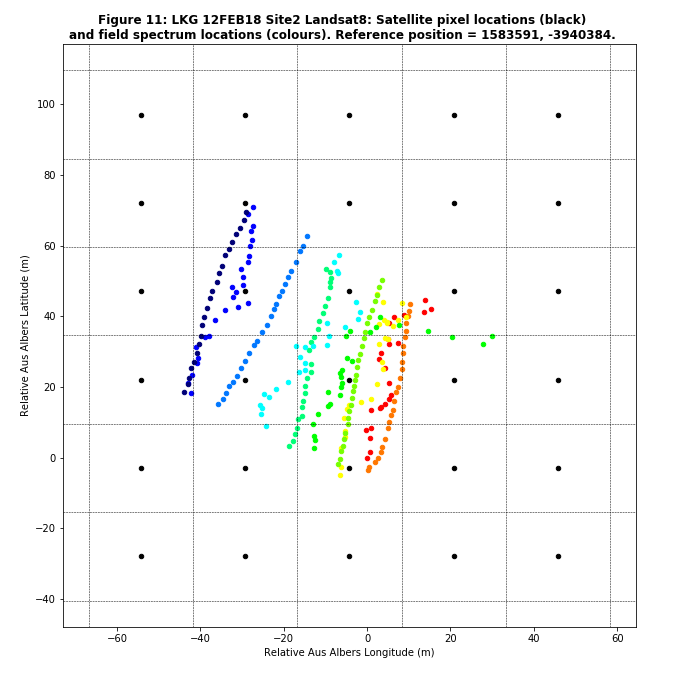 Figure 11: LKG 12FEB18 Site2 Landsat8: Satellite pixel locations (black)
and field spectrum locations (colours). Reference position = 1583591, -3940384.
100
80
60
40
20
0
−20
−40
Relative Aus Albers Latitude (m)
−60 −40 −20 0 20 40 60
Relative Aus Albers Longitude (m)